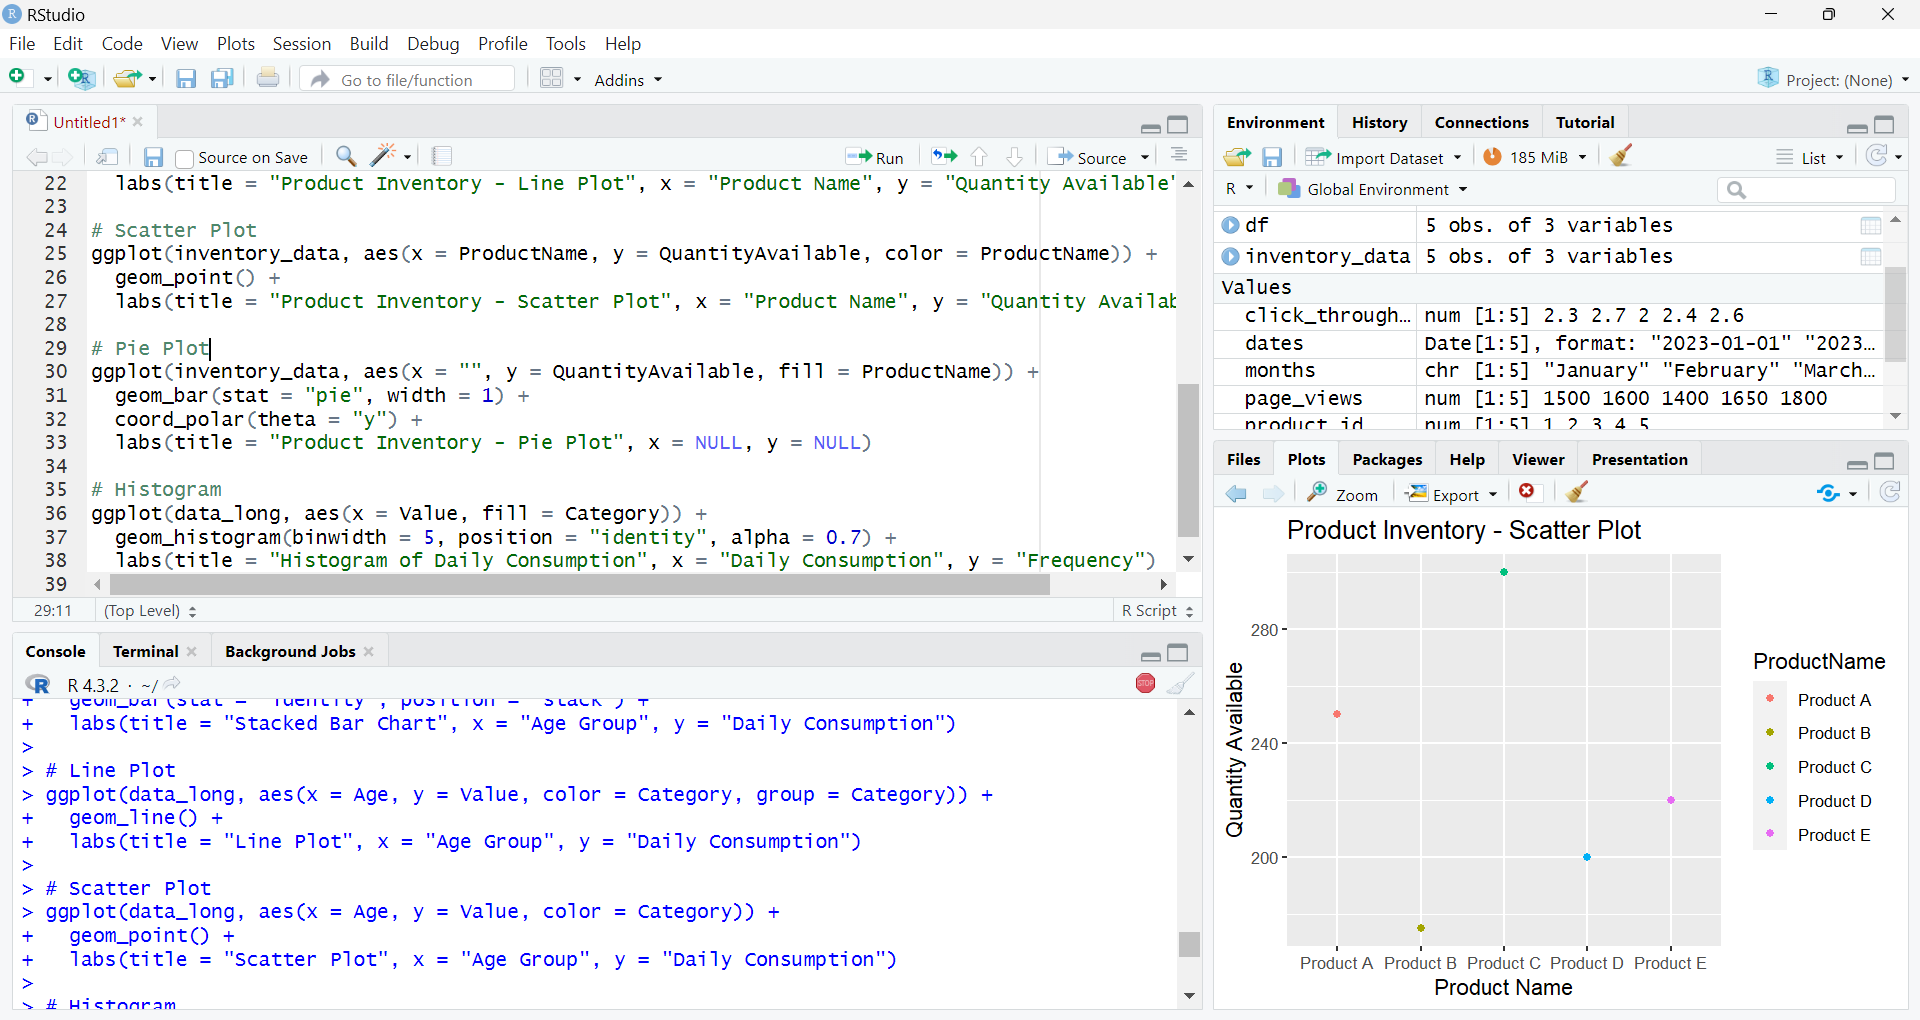 RStudio
File Edit Code View Plots Session Build Debug Profile Tools Help
Go to file/function Addins Project: (None)
Untitled1*
Source on Save Run Source
22 labs(title = "Product Inventory - Line Plot", x = "Product Name", y = "Quantity Available"
23
24 # Scatter Plot
25 ggplot(inventory_data, aes(x = ProductName, y = QuantityAvailable, color = ProductName)) +
26 geom_point() +
27 labs(title = "Product Inventory - Scatter Plot", x = "Product Name", y = "Quantity Availab
28
29 # Pie Plot
30 ggplot(inventory_data, aes(x = "", y = QuantityAvailable, fill = ProductName)) +
31 geom_bar(stat = "pie", width = 1) +
32 coord_polar(theta = "y") +
33 labs(title = "Product Inventory - Pie Plot", x = NULL, y = NULL)
34
35 # Histogram
36 ggplot(data_long, aes(x = Value, fill = Category)) +
37 geom_histogram(binwidth = 5, position = "identity", alpha = 0.7) +
38 labs(title = "Histogram of Daily Consumption", x = "Daily Consumption", y = "Frequency")
39
29:11 (Top Level) R Script
Console Terminal Background Jobs
R 4.3.2 · ~/
+ geom_bar(stat = "identity", position = "stack") +
+ labs(title = "Stacked Bar Chart", x = "Age Group", y = "Daily Consumption")
>
> # Line Plot
> ggplot(data_long, aes(x = Age, y = Value, color = Category, group = Category)) +
+ geom_line() +
+ labs(title = "Line Plot", x = "Age Group", y = "Daily Consumption")
>
> # Scatter Plot
> ggplot(data_long, aes(x = Age, y = Value, color = Category)) +
+ geom_point() +
+ labs(title = "Scatter Plot", x = "Age Group", y = "Daily Consumption")
>
> # Histogram
Environment History Connections Tutorial
Import Dataset 185 MiB List
R Global Environment
df 5 obs. of 3 variables
inventory_data 5 obs. of 3 variables
Values
click_through… num [1:5] 2.3 2.7 2 2.4 2.6
dates Date[1:5], format: "2023-01-01" "2023…
months chr [1:5] "January" "February" "March…
page_views num [1:5] 1500 1600 1400 1650 1800
product_id num [1:5] 1 2 3 4 5
Files Plots Packages Help Viewer Presentation
Zoom Export
Product Inventory - Scatter Plot
280
240
200
Quantity Available
Product A Product B Product C Product D Product E
Product Name
ProductName
Product A
Product B
Product C
Product D
Product E